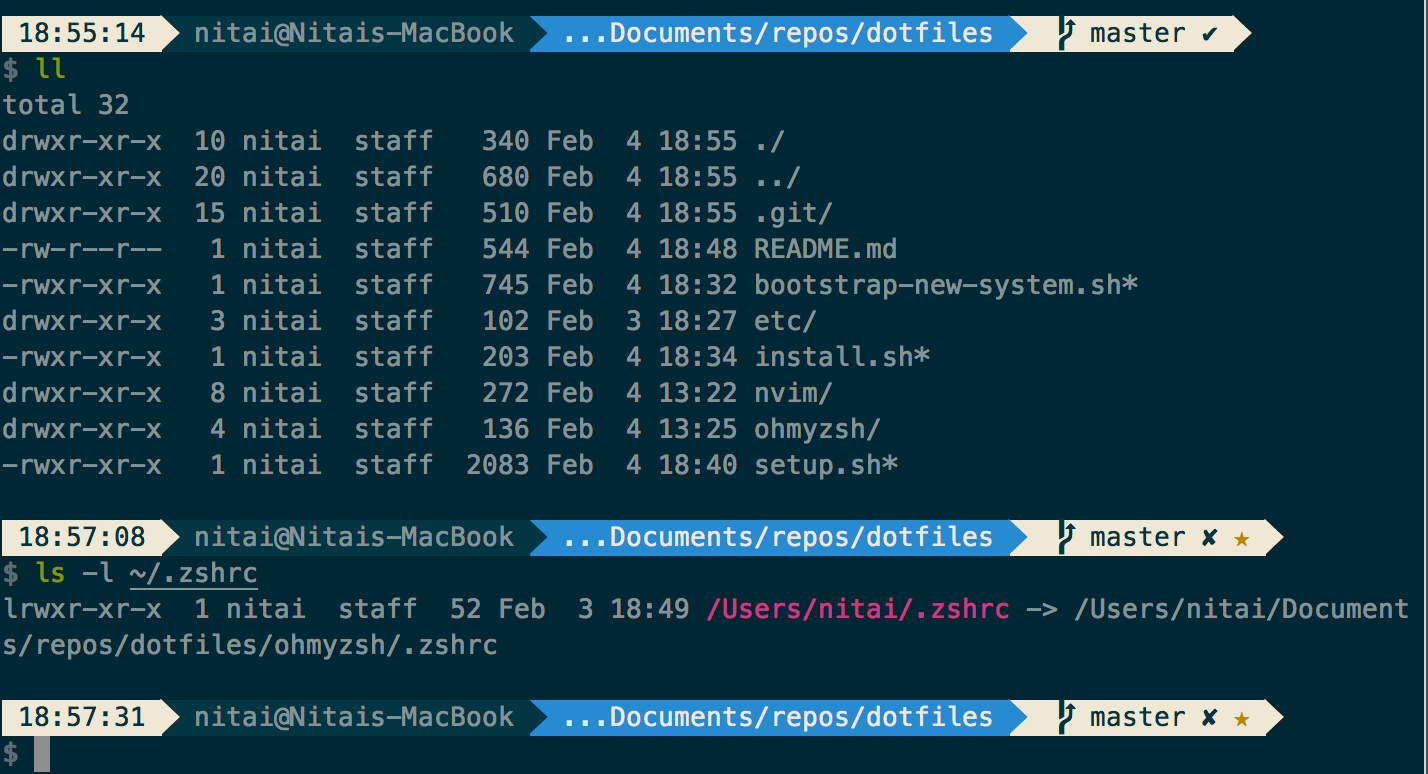 18:55:14 nitai@Nitais-MacBook ...Documents/repos/dotfiles master ✔
$ ll
total 32
drwxr-xr-x  10 nitai  staff   340 Feb  4 18:55 ./
drwxr-xr-x  20 nitai  staff   680 Feb  4 18:55 ../
drwxr-xr-x  15 nitai  staff   510 Feb  4 18:55 .git/
-rw-r--r--   1 nitai  staff   544 Feb  4 18:48 README.md
-rwxr-xr-x   1 nitai  staff   745 Feb  4 18:32 bootstrap-new-system.sh*
drwxr-xr-x   3 nitai  staff   102 Feb  3 18:27 etc/
-rwxr-xr-x   1 nitai  staff   203 Feb  4 18:34 install.sh*
drwxr-xr-x   8 nitai  staff   272 Feb  4 13:22 nvim/
drwxr-xr-x   4 nitai  staff   136 Feb  4 13:25 ohmyzsh/
-rwxr-xr-x   1 nitai  staff  2083 Feb  4 18:40 setup.sh*
18:57:08 nitai@Nitais-MacBook ...Documents/repos/dotfiles master ✘ ★
$ ls -l ~/.zshrc
lrwxr-xr-x  1 nitai  staff  52 Feb  3 18:49 /Users/nitai/.zshrc -> /Users/nitai/Document
s/repos/dotfiles/ohmyzsh/.zshrc
18:57:31 nitai@Nitais-MacBook ...Documents/repos/dotfiles master ✘ ★
$